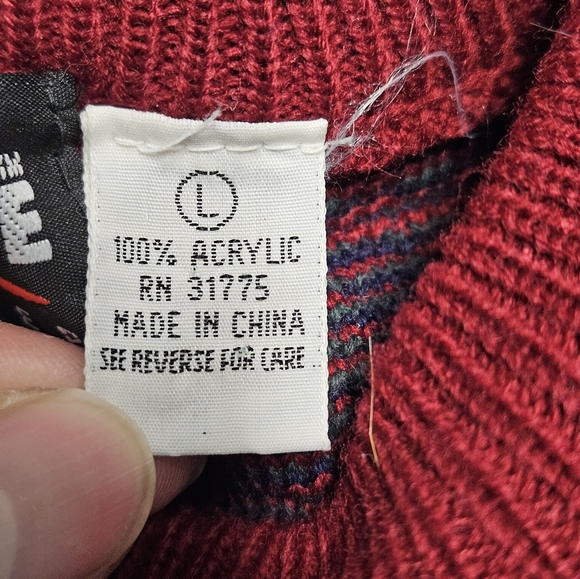 L
100% ACRYLIC
RN 31775
MADE IN CHINA
SEE REVERSE FOR CARE